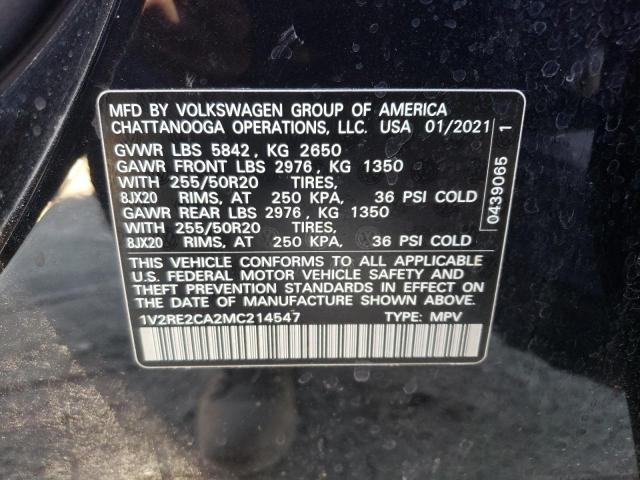 MFD BY VOLKSWAGEN GROUP OF AMERICA
CHATTANOOGA OPERATIONS, LLC. USA 01/2021
GVWR LBS 5842, KG 2650
GAWR FRONT LBS 2976, KG 1350
WITH 255/50R20 TIRES,
8JX20 RIMS, AT 250 KPA, 36 PSI COLD
GAWR REAR LBS 2976, KG 1350
WITH 255/50R20 TIRES,
8JX20 RIMS, AT 250 KPA, 36 PSI COLD
THIS VEHICLE CONFORMS TO ALL APPLICABLE
U.S. FEDERAL MOTOR VEHICLE SAFETY AND
THEFT PREVENTION STANDARDS IN EFFECT ON
THE DATE OF MANUFACTURE SHOWN ABOVE.
1V2RE2CA2MC214547 TYPE: MPV
0439065 1